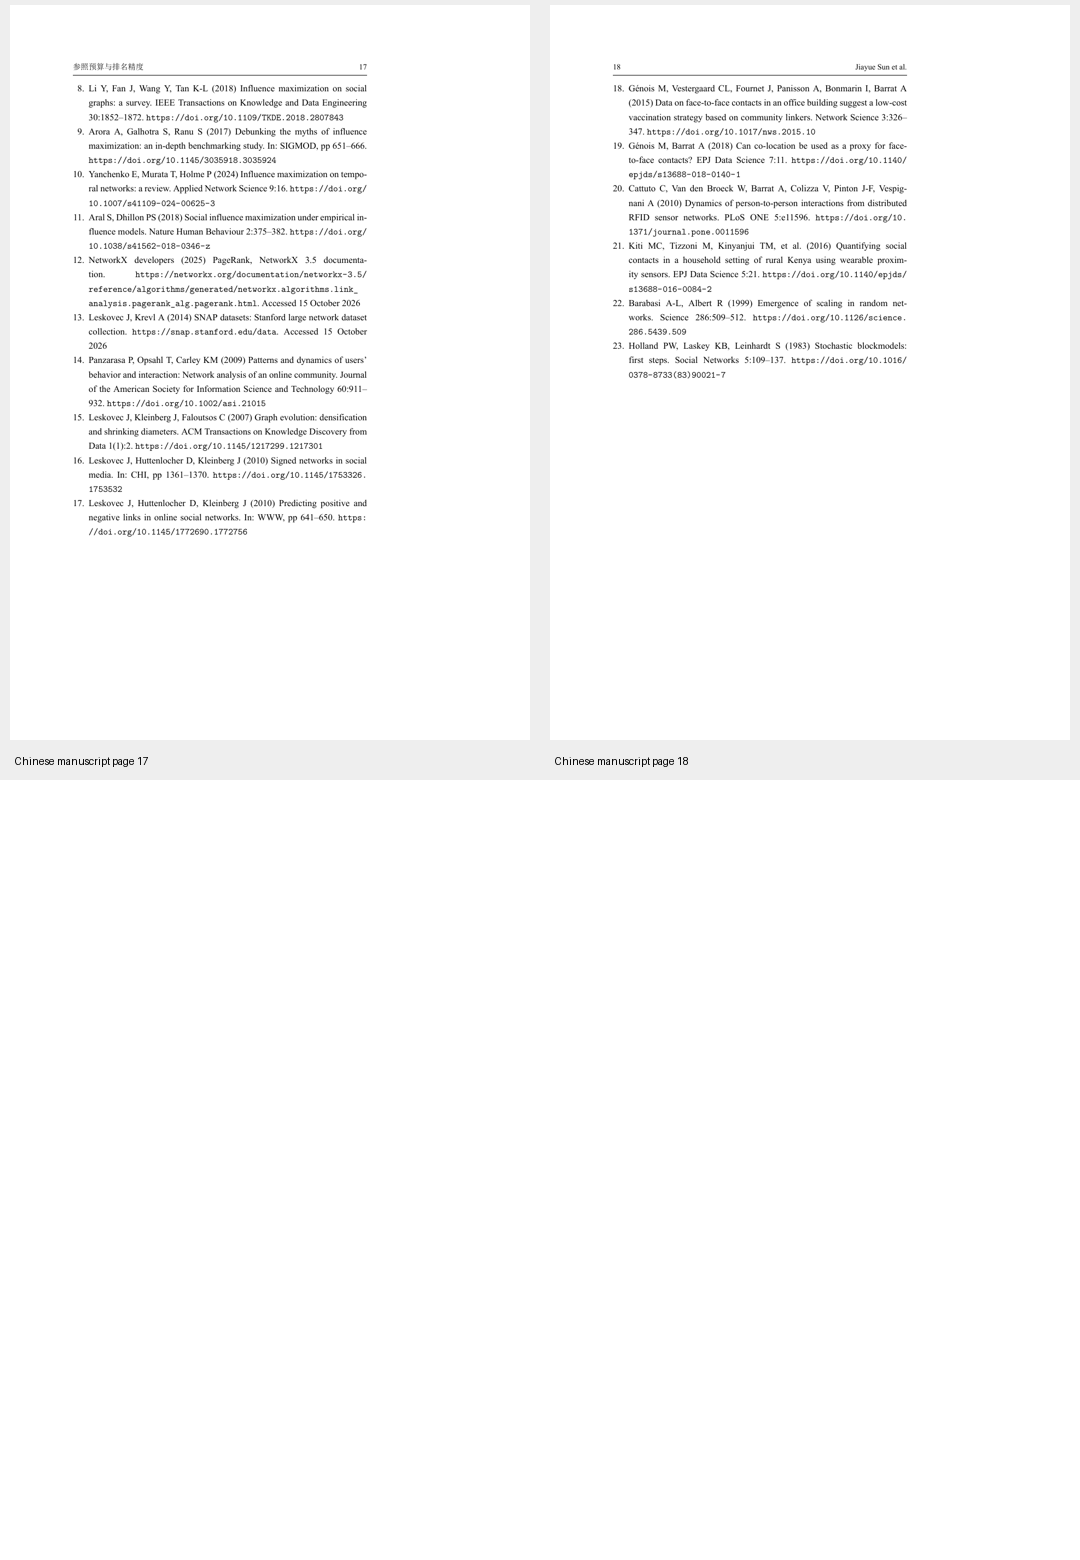 参照预算与排名精度 17
8. Li Y, Fan J, Wang Y, Tan K-L (2018) Influence maximization on social
graphs: a survey. IEEE Transactions on Knowledge and Data Engineering
30:1852–1872. https://doi.org/10.1109/TKDE.2018.2807843
9. Arora A, Galhotra S, Ranu S (2017) Debunking the myths of influence
maximization: an in-depth benchmarking study. In: SIGMOD, pp 651–666.
https://doi.org/10.1145/3035918.3035924
10. Yanchenko E, Murata T, Holme P (2024) Influence maximization on tempo-
ral networks: a review. Applied Network Science 9:16. https://doi.org/
10.1007/s41109-024-00625-3
11. Aral S, Dhillon PS (2018) Social influence maximization under empirical in-
fluence models. Nature Human Behaviour 2:375–382. https://doi.org/
10.1038/s41562-018-0346-z
12. NetworkX developers (2025) PageRank, NetworkX 3.5 documenta-
tion. https://networkx.org/documentation/networkx-3.5/
reference/algorithms/generated/networkx.algorithms.link_
analysis.pagerank_alg.pagerank.html. Accessed 15 October 2026
13. Leskovec J, Krevl A (2014) SNAP datasets: Stanford large network dataset
collection. https://snap.stanford.edu/data. Accessed 15 October
2026
14. Panzarasa P, Opsahl T, Carley KM (2009) Patterns and dynamics of users’
behavior and interaction: Network analysis of an online community. Journal
of the American Society for Information Science and Technology 60:911–
932. https://doi.org/10.1002/asi.21015
15. Leskovec J, Kleinberg J, Faloutsos C (2007) Graph evolution: densification
and shrinking diameters. ACM Transactions on Knowledge Discovery from
Data 1(1):2. https://doi.org/10.1145/1217299.1217301
16. Leskovec J, Huttenlocher D, Kleinberg J (2010) Signed networks in social
media. In: CHI, pp 1361–1370. https://doi.org/10.1145/1753326.
1753532
17. Leskovec J, Huttenlocher D, Kleinberg J (2010) Predicting positive and
negative links in online social networks. In: WWW, pp 641–650. https:
//doi.org/10.1145/1772690.1772756
Chinese manuscript page 17
18 Jiayue Sun et al.
18. Génois M, Vestergaard CL, Fournet J, Panisson A, Bonmarin I, Barrat A
(2015) Data on face-to-face contacts in an office building suggest a low-cost
vaccination strategy based on community linkers. Network Science 3:326–
347. https://doi.org/10.1017/nws.2015.10
19. Génois M, Barrat A (2018) Can co-location be used as a proxy for face-
to-face contacts? EPJ Data Science 7:11. https://doi.org/10.1140/
epjds/s13688-018-0140-1
20. Cattuto C, Van den Broeck W, Barrat A, Colizza V, Pinton J-F, Vespig-
nani A (2010) Dynamics of person-to-person interactions from distributed
RFID sensor networks. PLoS ONE 5:e11596. https://doi.org/10.
1371/journal.pone.0011596
21. Kiti MC, Tizzoni M, Kinyanjui TM, et al. (2016) Quantifying social
contacts in a household setting of rural Kenya using wearable proxim-
ity sensors. EPJ Data Science 5:21. https://doi.org/10.1140/epjds/
s13688-016-0084-2
22. Barabasi A-L, Albert R (1999) Emergence of scaling in random net-
works. Science 286:509–512. https://doi.org/10.1126/science.
286.5439.509
23. Holland PW, Laskey KB, Leinhardt S (1983) Stochastic blockmodels:
first steps. Social Networks 5:109–137. https://doi.org/10.1016/
0378-8733(83)90021-7
Chinese manuscript page 18